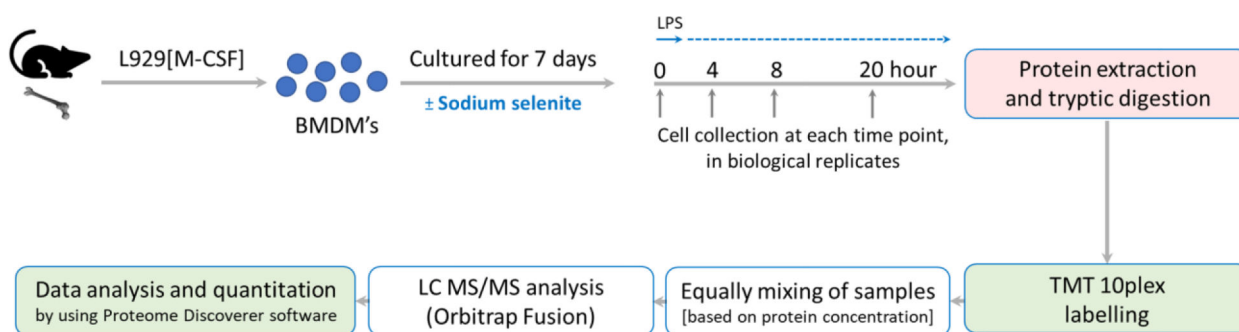 L929[M-CSF]
BMDM's
Cultured for 7 days
± Sodium selenite
LPS
0 4 8 20 hour
Cell collection at each time point,
in biological replicates
Protein extraction
and tryptic digestion
TMT 10plex
labelling
Equally mixing of samples
[based on protein concentration]
LC MS/MS analysis
(Orbitrap Fusion)
Data analysis and quantitation
by using Proteome Discoverer software